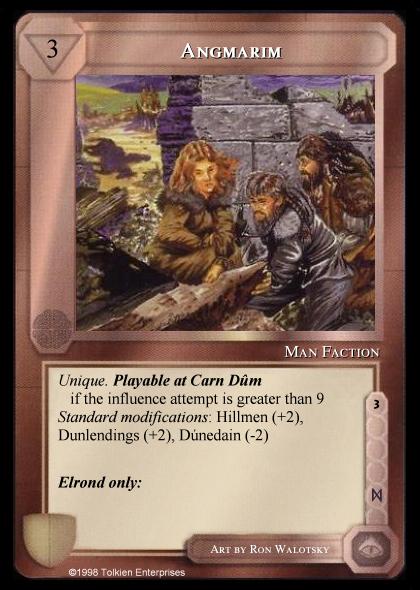 3
ANGMARIM
MAN FACTION
Unique. Playable at Carn Dûm
if the influence attempt is greater than 9
Standard modifications: Hillmen (+2),
Dunlendings (+2), Dúnedain (-2)
Elrond only:
3
ᛞ
ART BY RON WALOTSKY
©1998 Tolkien Enterprises